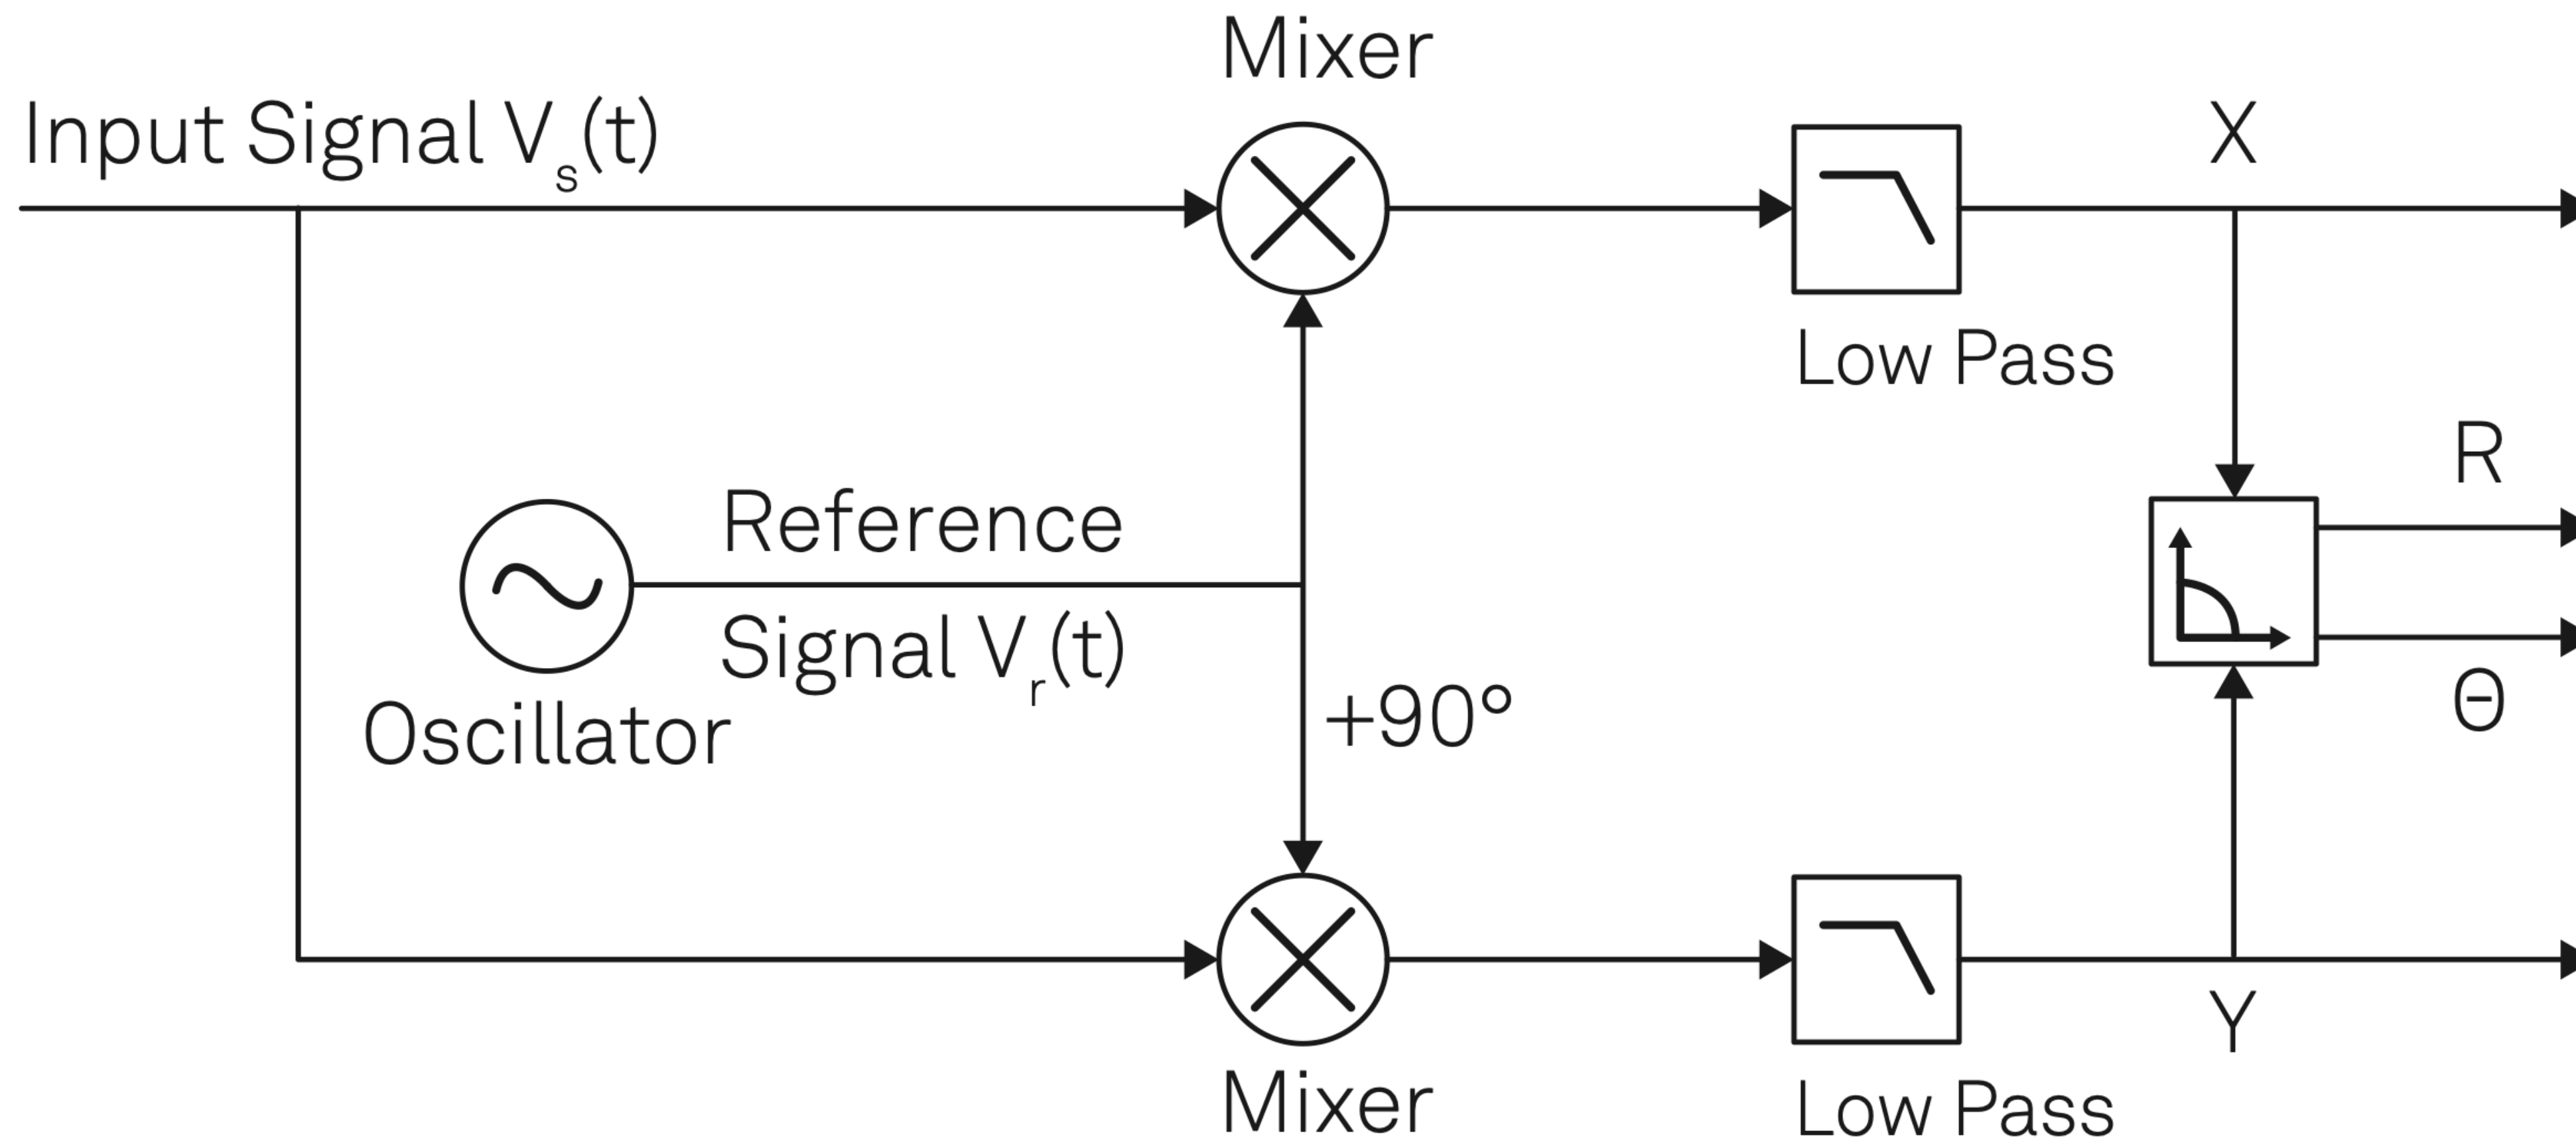 Mixer
Input Signal Vs(t)
X
Low Pass
R
Reference
Signal Vr(t)
Oscillator
+90°
Θ
Y
Mixer
Low Pass